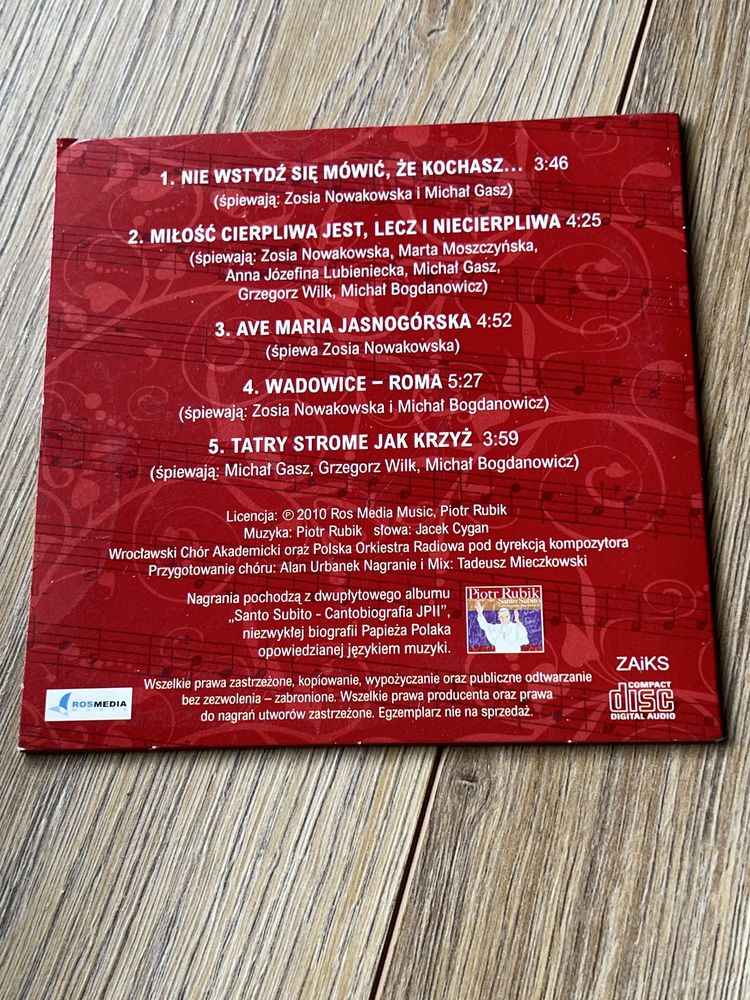 1. NIE WSTYDŹ SIĘ MÓWIĆ, ŻE KOCHASZ... 3:46
(śpiewają: Zosia Nowakowska i Michał Gasz)
2. MIŁOŚĆ CIERPLIWA JEST, LECZ I NIECIERPLIWA 4:25
(śpiewają: Zosia Nowakowska, Marta Moszczyńska,
Anna Józefina Lubieniecka, Michał Gasz,
Grzegorz Wilk, Michał Bogdanowicz)
3. AVE MARIA JASNOGÓRSKA 4:52
(śpiewa Zosia Nowakowska)
4. WADOWICE – ROMA 5:27
(śpiewają: Zosia Nowakowska i Michał Bogdanowicz)
5. TATRY STROME JAK KRZYŻ 3:59
(śpiewają: Michał Gasz, Grzegorz Wilk, Michał Bogdanowicz)
Licencja: ℗ 2010 Ros Media Music, Piotr Rubik
Muzyka: Piotr Rubik słowa: Jacek Cygan
Wrocławski Chór Akademicki oraz Polska Orkiestra Radiowa pod dyrekcją kompozytora
Przygotowanie chóru: Alan Urbanek Nagranie i Mix: Tadeusz Mieczkowski
Nagrania pochodzą z dwupłytowego albumu
„Santo Subito - Cantobiografia JPII”,
niezwykłej biografii Papieża Polaka
opowiedzianej językiem muzyki.
Piotr Rubik
Santo Subito
ZAiKS
ROSMEDIA
Wszelkie prawa zastrzeżone, kopiowanie, wypożyczanie oraz publiczne odtwarzanie
bez zezwolenia – zabronione. Wszelkie prawa producenta oraz prawa
do nagrań utworów zastrzeżone. Egzemplarz nie na sprzedaż.
COMPACT
disc
DIGITAL AUDIO